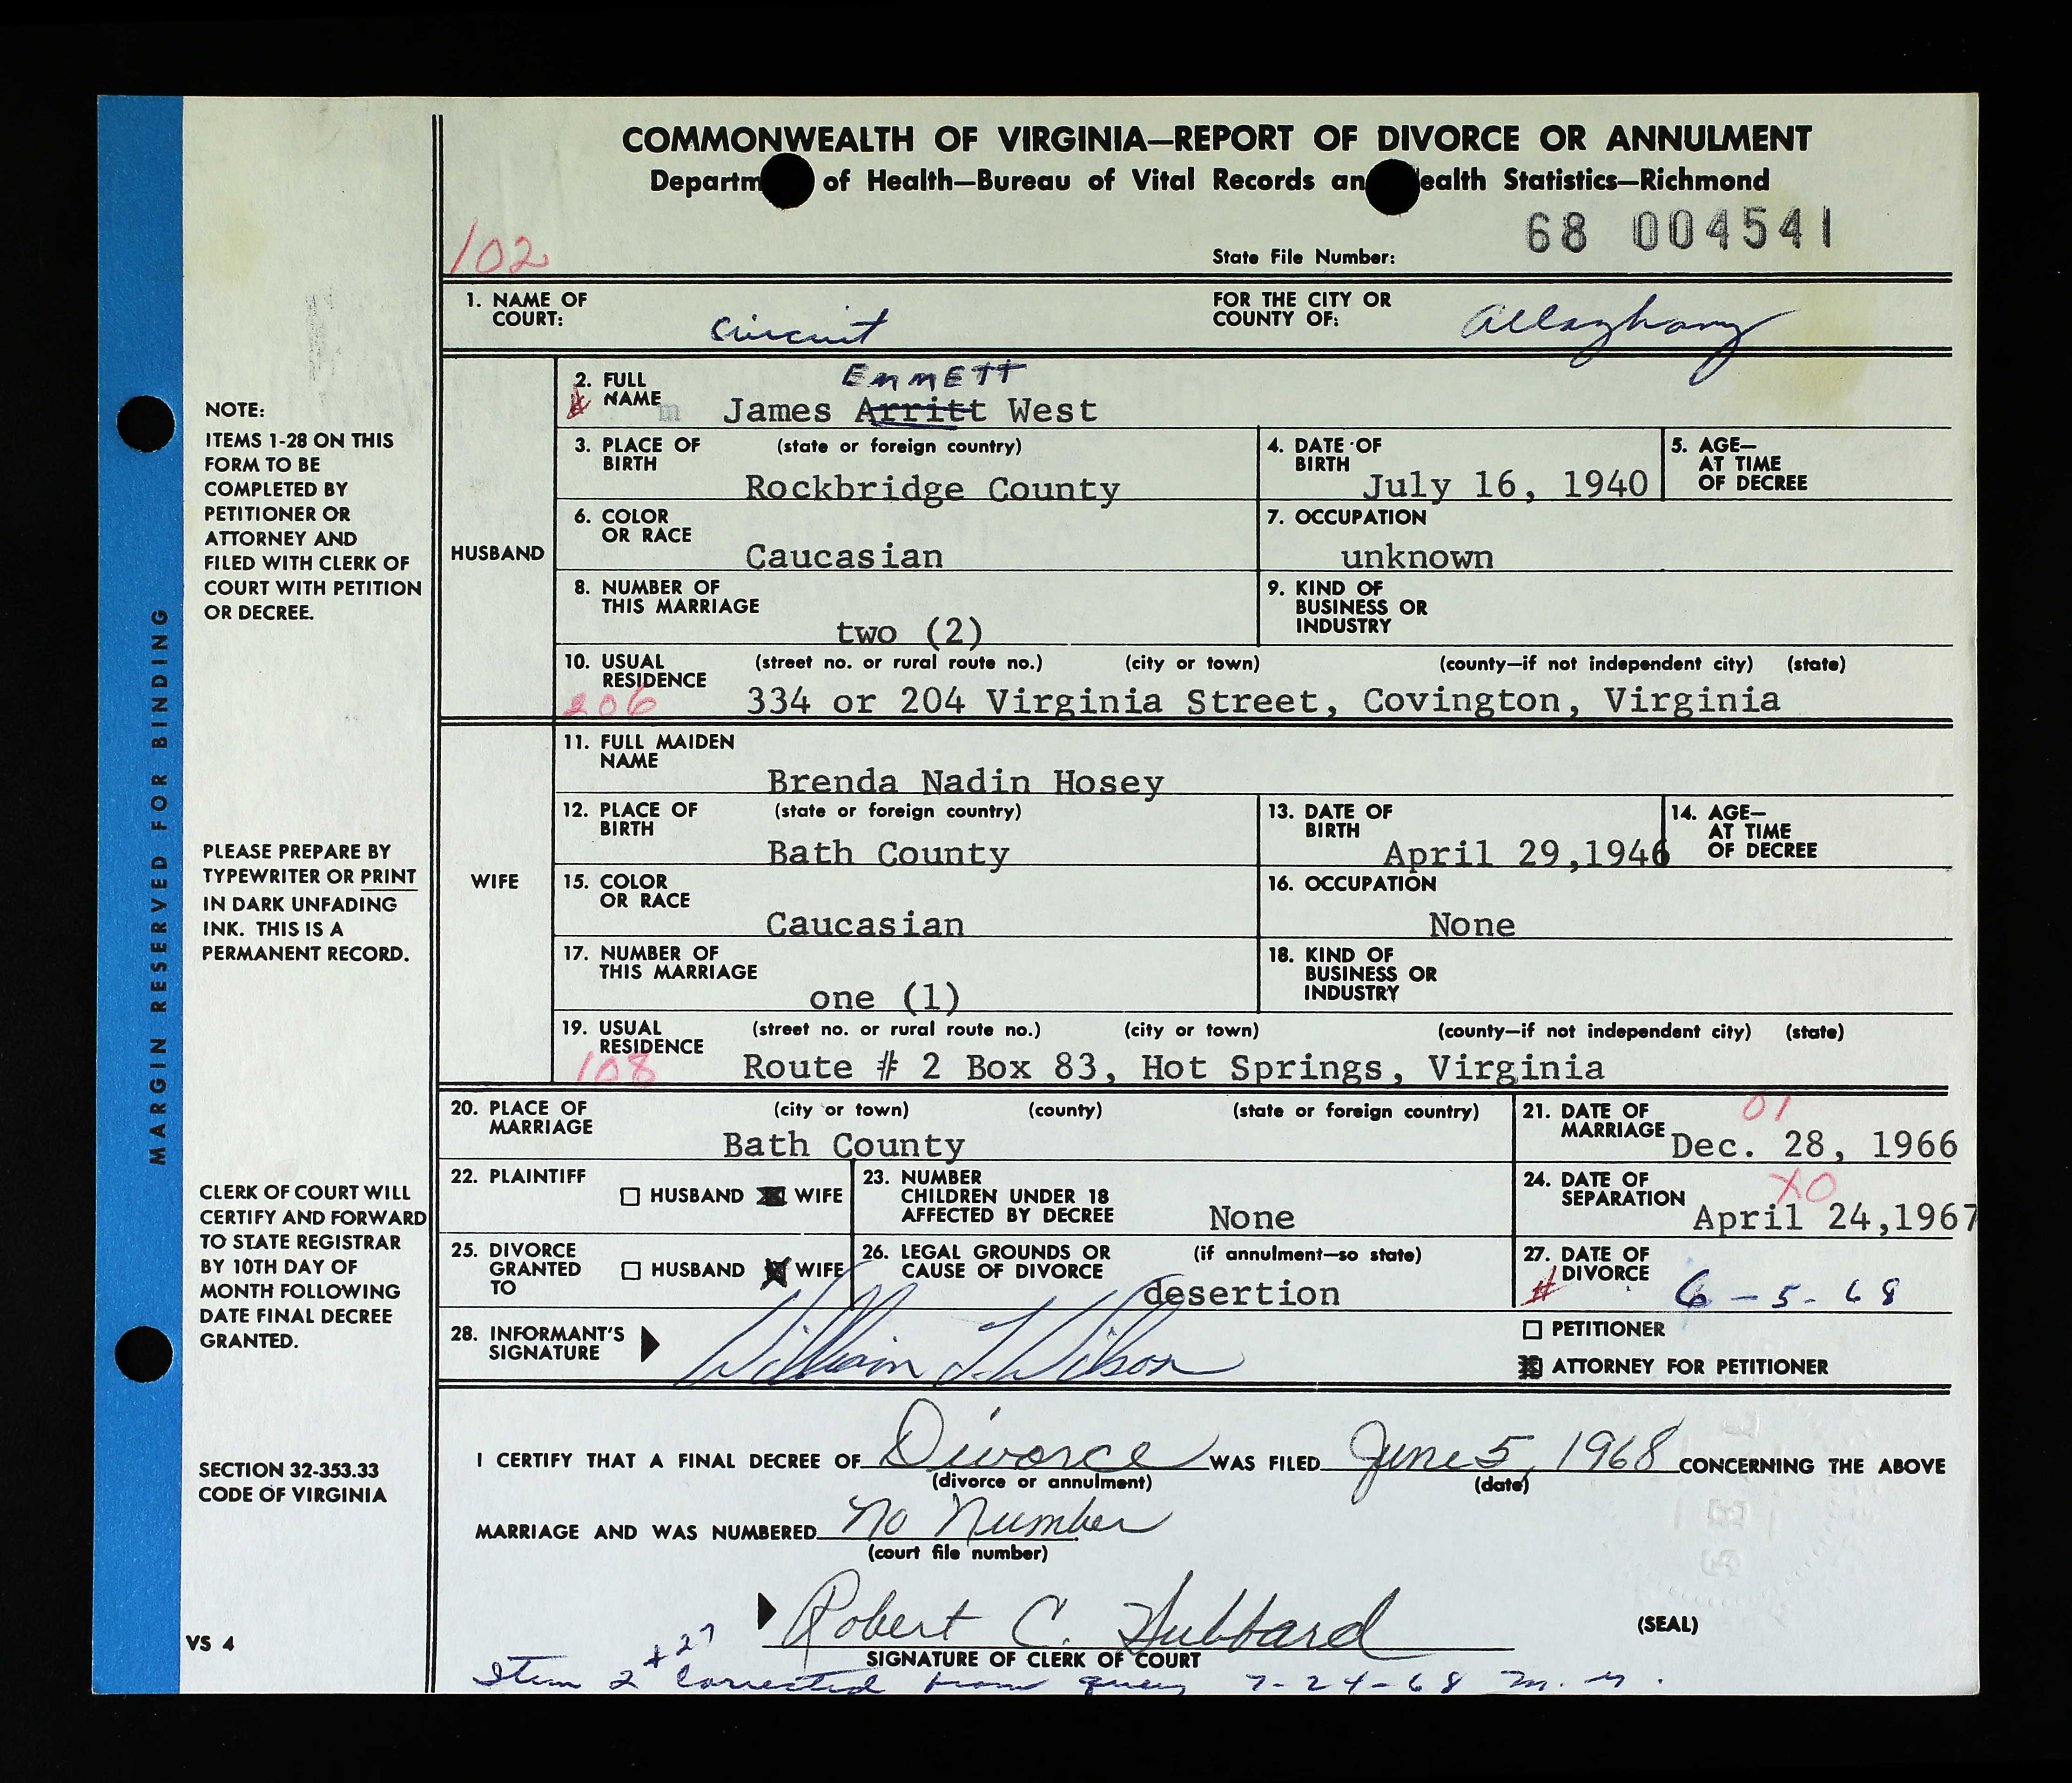 COMMONWEALTH OF VIRGINIA—REPORT OF DIVORCE OR ANNULMENT
Departm of Health—Bureau of Vital Records an ealth Statistics—Richmond
102
68 004541
State File Number:
1. NAME OF COURT: circuit FOR THE CITY OR COUNTY OF: Alleghany
HUSBAND
EMMETT
2. FULL NAME m James Arritt West
3. PLACE OF BIRTH (state or foreign country) Rockbridge County
4. DATE OF BIRTH July 16, 1940
5. AGE— AT TIME OF DECREE
6. COLOR OR RACE Caucasian
7. OCCUPATION unknown
8. NUMBER OF THIS MARRIAGE two (2)
9. KIND OF BUSINESS OR INDUSTRY
10. USUAL RESIDENCE (street no. or rural route no.) (city or town) (county—if not independent city) (state)
206 334 or 204 Virginia Street, Covington, Virginia
WIFE
11. FULL MAIDEN NAME Brenda Nadin Hosey
12. PLACE OF BIRTH (state or foreign country) Bath County
13. DATE OF BIRTH April 29,1946
14. AGE— AT TIME OF DECREE
15. COLOR OR RACE Caucasian
16. OCCUPATION None
17. NUMBER OF THIS MARRIAGE one (1)
18. KIND OF BUSINESS OR INDUSTRY
19. USUAL RESIDENCE (street no. or rural route no.) (city or town) (county—if not independent city) (state)
108 Route # 2 Box 83, Hot Springs, Virginia
20. PLACE OF MARRIAGE (city or town) (county) (state or foreign country) Bath County
21. DATE OF MARRIAGE 01 Dec. 28, 1966
22. PLAINTIFF HUSBAND WIFE
23. NUMBER CHILDREN UNDER 18 AFFECTED BY DECREE None
24. DATE OF SEPARATION X0 April 24,1967
25. DIVORCE GRANTED TO HUSBAND WIFE
26. LEGAL GROUNDS OR CAUSE OF DIVORCE (if annulment—so state) desertion
27. DATE OF DIVORCE 6-5-68
28. INFORMANT'S SIGNATURE William T. Wilson
PETITIONER
ATTORNEY FOR PETITIONER
I CERTIFY THAT A FINAL DECREE OF Divorce WAS FILED June 5, 1968 CONCERNING THE ABOVE
(divorce or annulment) (date)
MARRIAGE AND WAS NUMBERED No Number
(court file number)
Robert C. Hubbard
(SEAL)
SIGNATURE OF CLERK OF COURT
+ 27
Item 2 Corrected from query 7-24-68 M. M.
MARGIN RESERVED FOR BINDING
NOTE:
ITEMS 1-28 ON THIS
FORM TO BE
COMPLETED BY
PETITIONER OR
ATTORNEY AND
FILED WITH CLERK OF
COURT WITH PETITION
OR DECREE.
PLEASE PREPARE BY
TYPEWRITER OR PRINT
IN DARK UNFADING
INK. THIS IS A
PERMANENT RECORD.
CLERK OF COURT WILL
CERTIFY AND FORWARD
TO STATE REGISTRAR
BY 10TH DAY OF
MONTH FOLLOWING
DATE FINAL DECREE
GRANTED.
SECTION 32-353.33
CODE OF VIRGINIA
VS 4